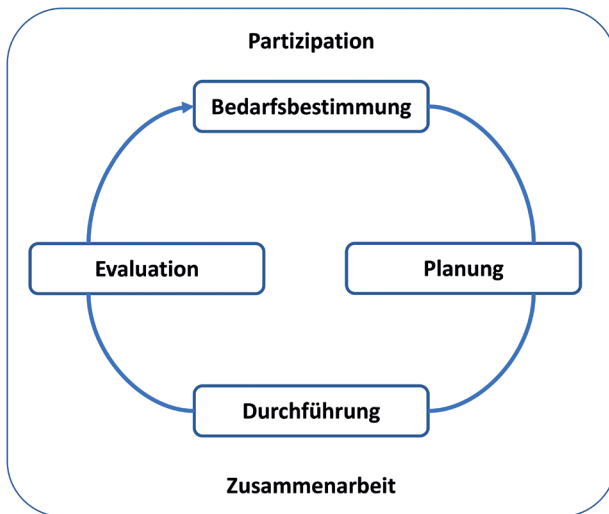 Partizipation
Bedarfsbestimmung
Evaluation
Planung
Durchführung
Zusammenarbeit